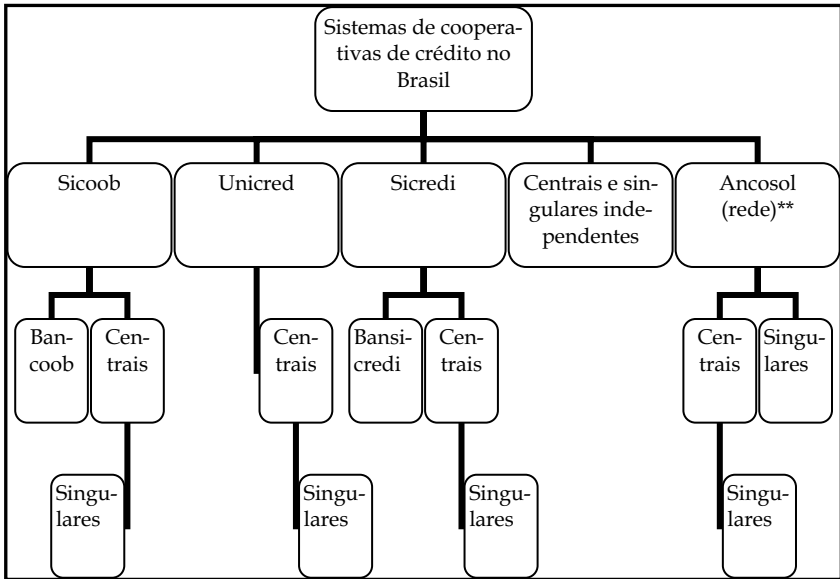 Sistemas de coopera-
tivas de crédito no
Brasil
Sicoob
Unicred
Sicredi
Centrais e sin-
gulares inde-
pendentes
Ancosol
(rede)**
Ban-
coob
Cen-
trais
Cen-
trais
Bansi-
credi
Cen-
trais
Cen-
trais
Singu-
lares
Singu-
lares
Singu-
lares
Singu-
lares
Singu-
lares